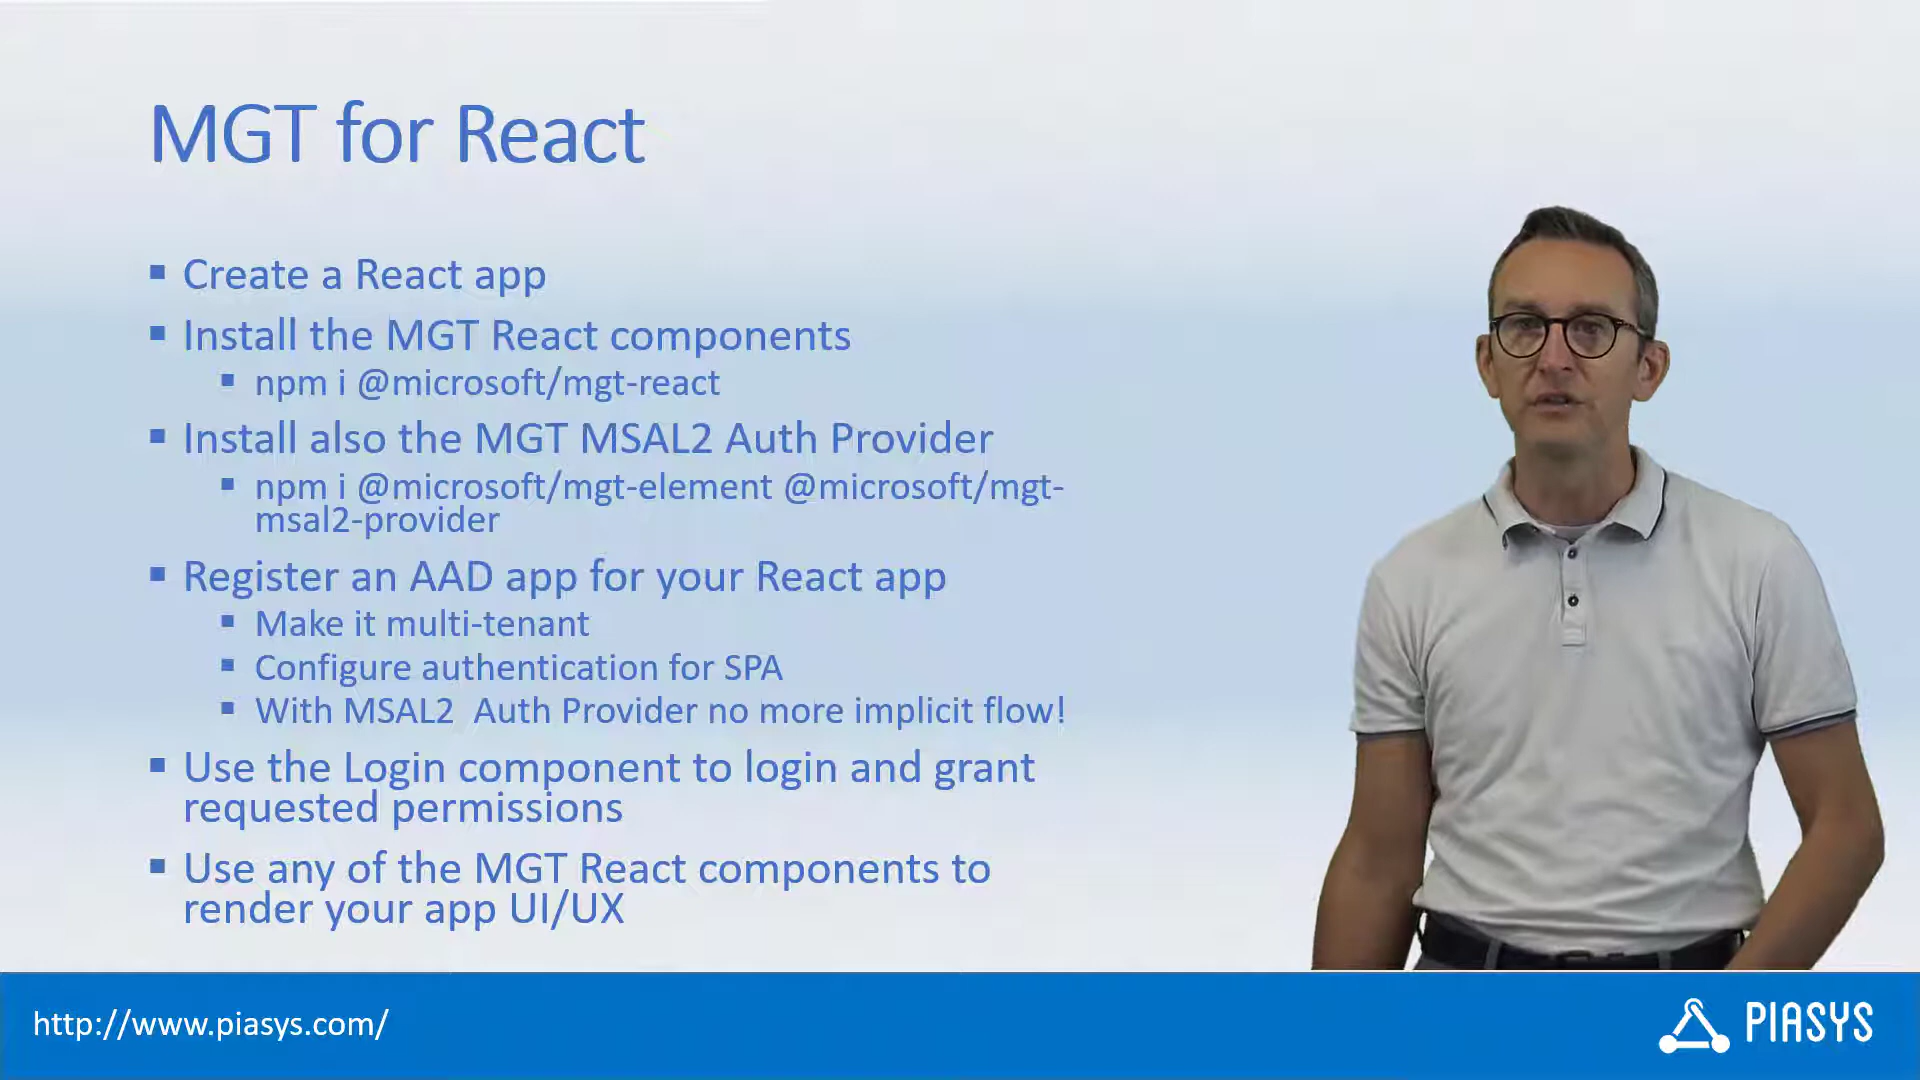 MGT for React
Create a React app
Install the MGT React components
npm i @microsoft/mgt-react
Install also the MGT MSAL2 Auth Provider
npm i @microsoft/mgt-element @microsoft/mgt-
msal2-provider
Register an AAD app for your React app
Make it multi-tenant
Configure authentication for SPA
With MSAL2  Auth Provider no more implicit flow!
Use the Login component to login and grant
requested permissions
Use any of the MGT React components to
render your app UI/UX
http://www.piasys.com/
PIASYS